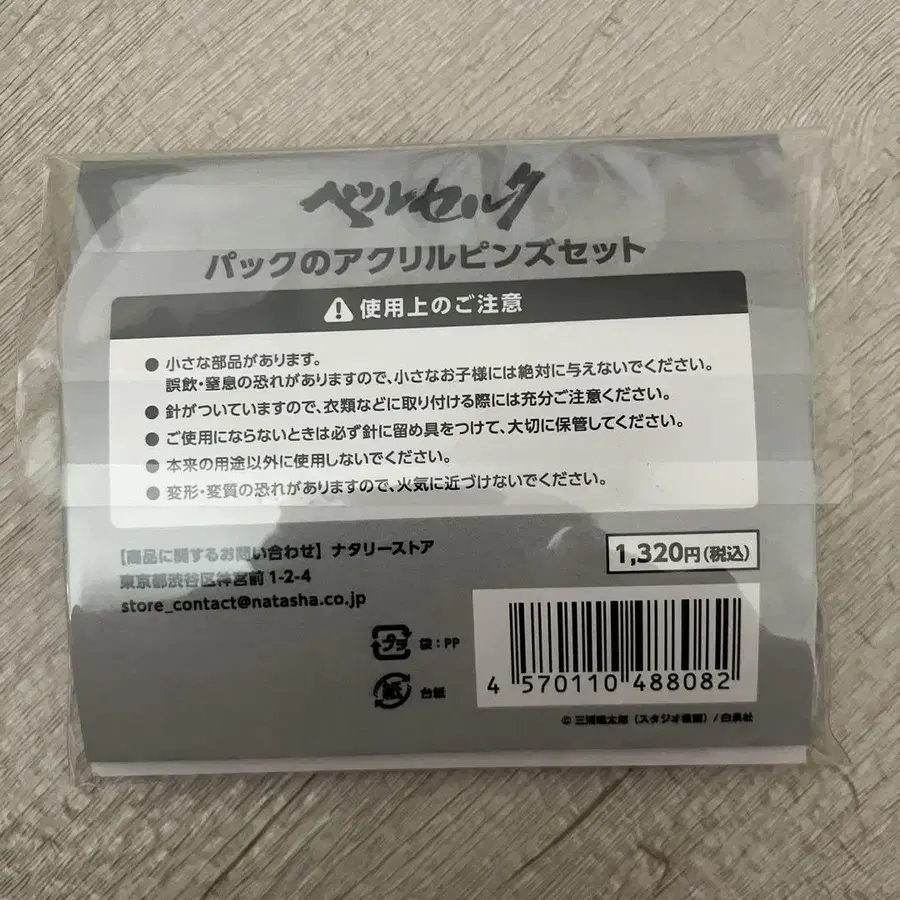 ベルセルク
パックのアクリルピンズセット
使用上のご注意
● 小さな部品があります。
誤飲・窒息の恐れがありますので、小さなお子様には絶対に与えないでください。
● 針がついていますので、衣類などに取り付ける際には充分ご注意ください。
● ご使用にならないときは必ず針に留め具をつけて、大切に保管してください。
● 本来の用途以外に使用しないでください。
● 変形・変質の恐れがありますので、火気に近づけないでください。
【商品に関するお問い合わせ】ナタリーストア
東京都渋谷区神宮前 1-2-4
store_contact@natasha.co.jp
1,320円(税込)
プラ 袋：PP
紙 台紙
4 570110 488082
© 三浦建太郎（スタジオ我画）/ 白泉社